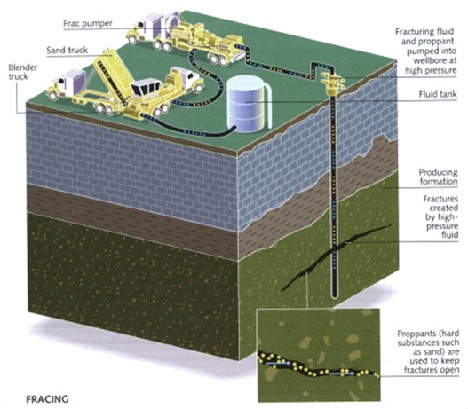 Frac pumper
Sand truck
Blender
truck
Fracturing fluid
and proppant
pumped into
wellbore at
high pressure
Fluid tank
Producing
formation
Fractures
created
by high-
pressure
fluid
Proppants (hard
substances such
as sand) are
used to keep
fractures open
FRACING